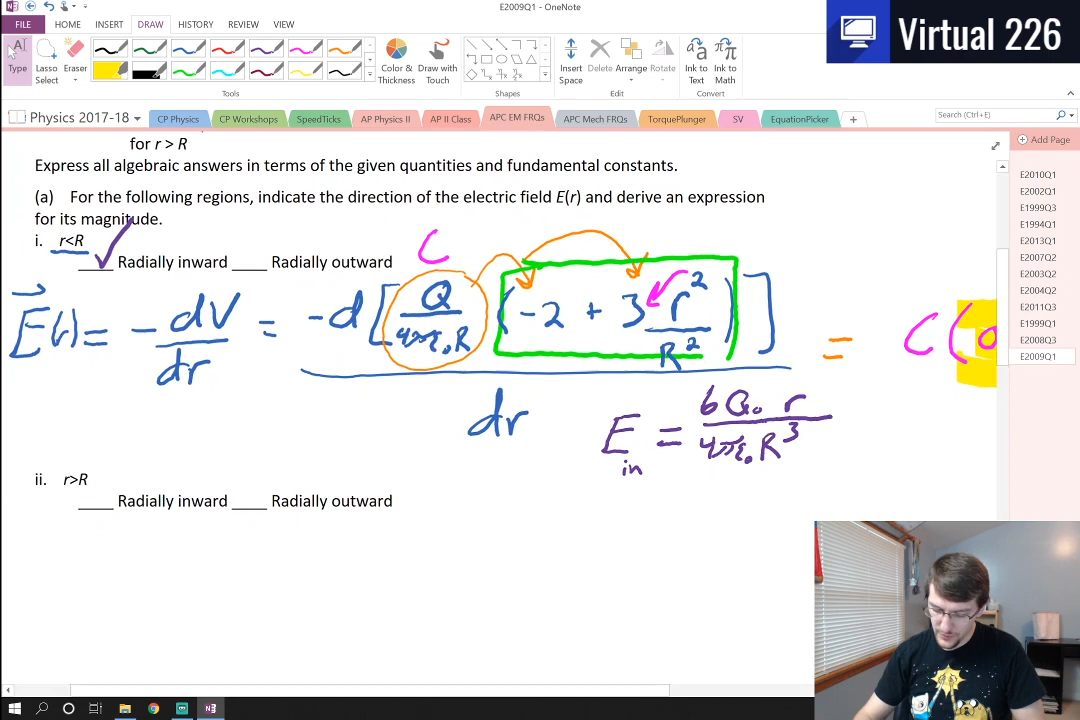 E2009Q1 - OneNote
FILE HOME INSERT DRAW HISTORY REVIEW VIEW
Virtual 226
Type
Lasso Select
Eraser
Color & Thickness
Draw with Touch
Insert Space
Delete
Arrange
Rotate
Ink to Text
Ink to Math
Tools Shapes Edit Convert
Physics 2017-18 CP Physics CP Workshops SpeedTicks AP Physics II AP II Class APC EM FRQs APC Mech FRQs TorquePlunger SV EquationPicker
Search (Ctrl+E)
Add Page
for r > R
Express all algebraic answers in terms of the given quantities and fundamental constants.
(a) For the following regions, indicate the direction of the electric field E(r) and derive an expression
for its magnitude.
i. r<R
____ ✓ Radially inward ____ Radially outward
C
E(r) = -dV/dr = -d[Q/4πε₀R (-2 + 3 r²/R²)]/dr = C(
E in = 6Q₀ r / 4πε₀R³
ii. r>R
____ Radially inward ____ Radially outward
E2010Q1
E2002Q1
E1999Q3
E1994Q1
E2013Q1
E2007Q2
E2003Q2
E2004Q2
E2011Q3
E1999Q1
E2008Q3
E2009Q1